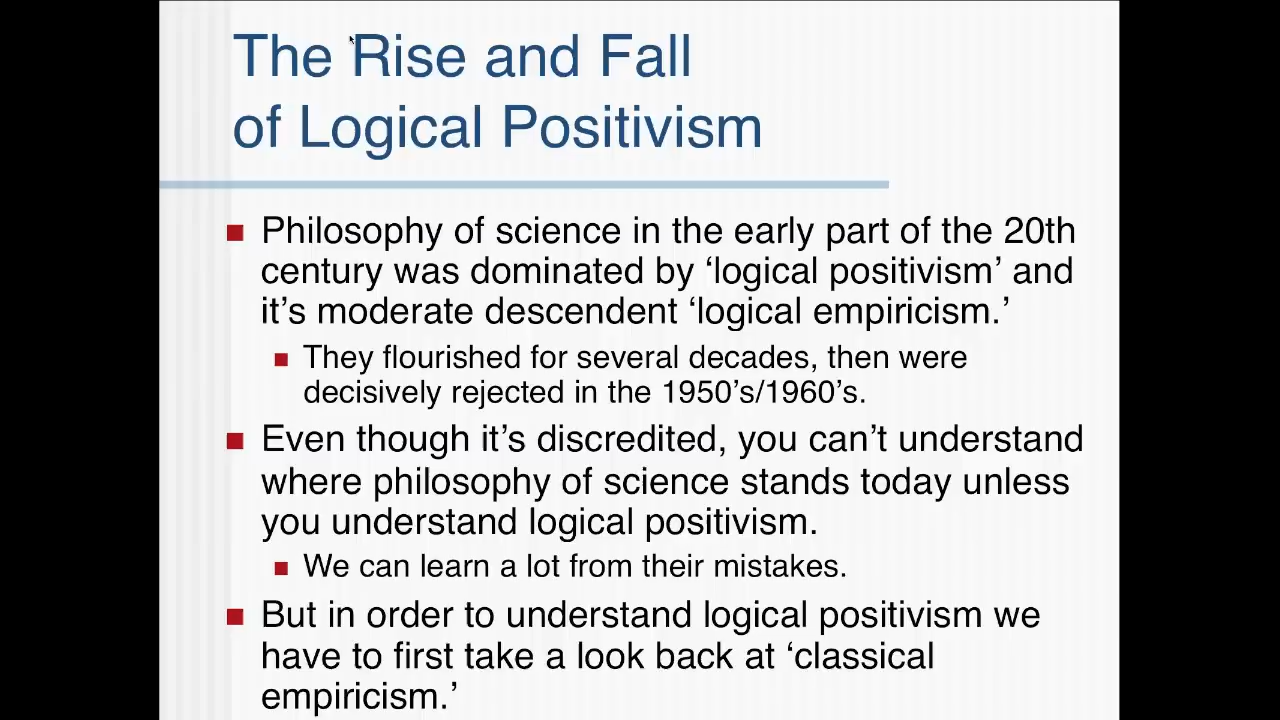 The Rise and Fall
of Logical Positivism
Philosophy of science in the early part of the 20th
century was dominated by ‘logical positivism’ and
it’s moderate descendent ‘logical empiricism.’
They flourished for several decades, then were
decisively rejected in the 1950’s/1960’s.
Even though it’s discredited, you can’t understand
where philosophy of science stands today unless
you understand logical positivism.
We can learn a lot from their mistakes.
But in order to understand logical positivism we
have to first take a look back at ‘classical
empiricism.’